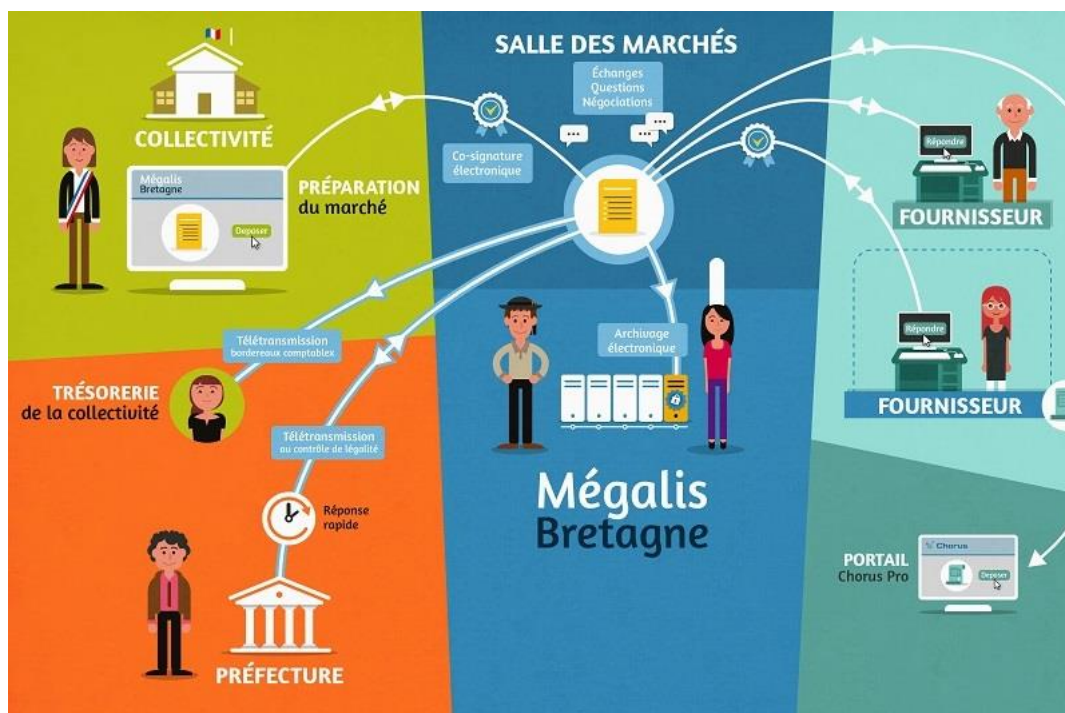 COLLECTIVITÉ
Mégalis
Bretagne
Deposer
PRÉPARATION
du marché
SALLE DES MARCHÉS
Échanges
Questions
Négociations
Co-signature
électronique
Répondre
FOURNISSEUR
Répondre
FOURNISSEUR
Télétransmission
bordereaux comptables
Archivage
électronique
TRÉSORERIE
de la collectivité
Télétransmission
au contrôle de légalité
Réponse
rapide
PRÉFECTURE
Mégalis
Bretagne
PORTAIL
Chorus Pro
Chorus
Deposer